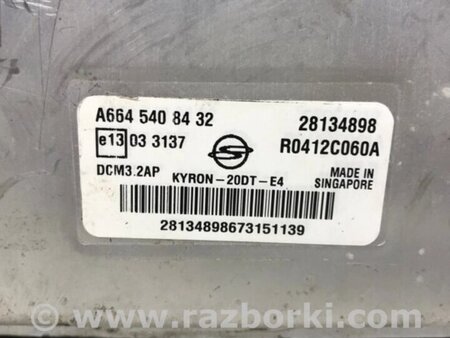 A664 540 84 32 28134898
e13 03 3137 R0412C060A
DCM3.2AP KYRON-20DT-E4 MADE IN SINGAPORE
28134898673151139
© www.razborki.com